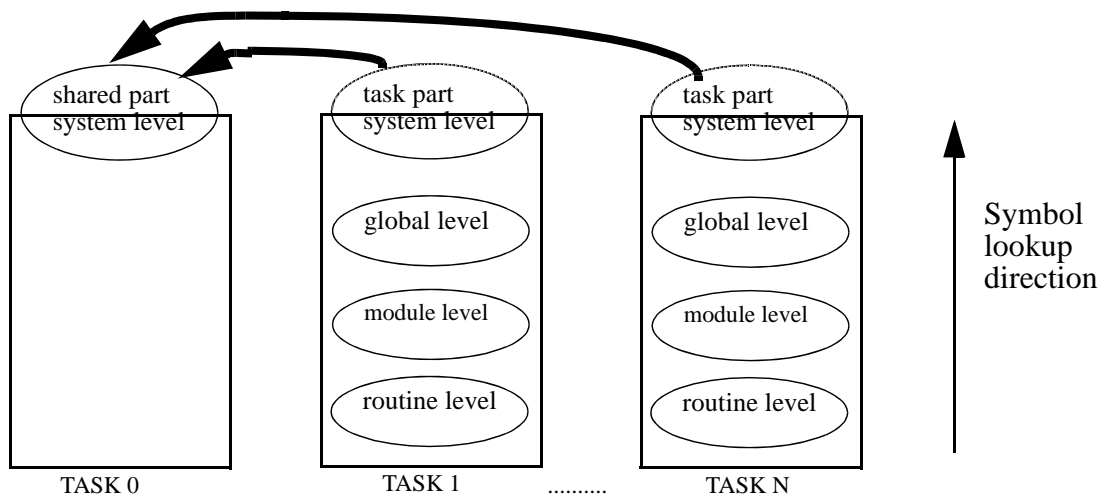 shared part
system level
TASK 0
task part
system level
global level
module level
routine level
TASK 1
..........
task part
system level
global level
module level
routine level
TASK N
Symbol
lookup
direction